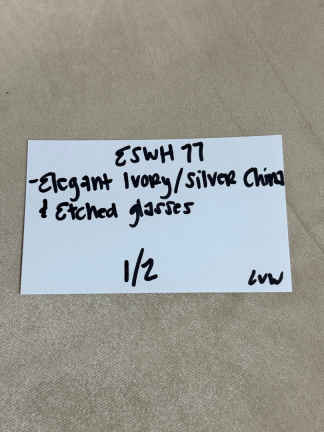 ESWH 77
-Elegant Ivory/Silver China
& Etched glasses
1/2
LVW